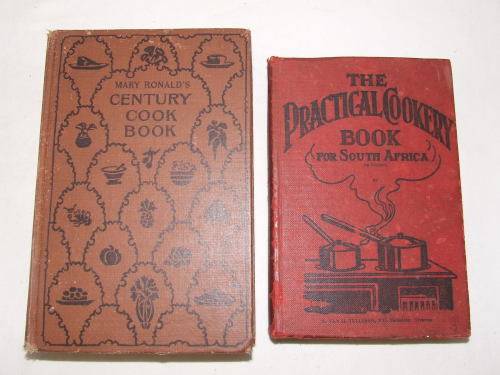 MARY RONALD'S
CENTURY
COOK
BOOK
THE
PRACTICAL COOKERY
BOOK
FOR SOUTH AFRICA